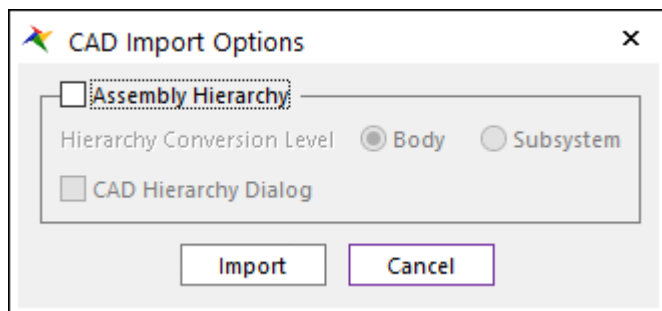 CAD Import Options
Assembly Hierarchy
Hierarchy Conversion Level Body Subsystem
CAD Hierarchy Dialog
Import Cancel